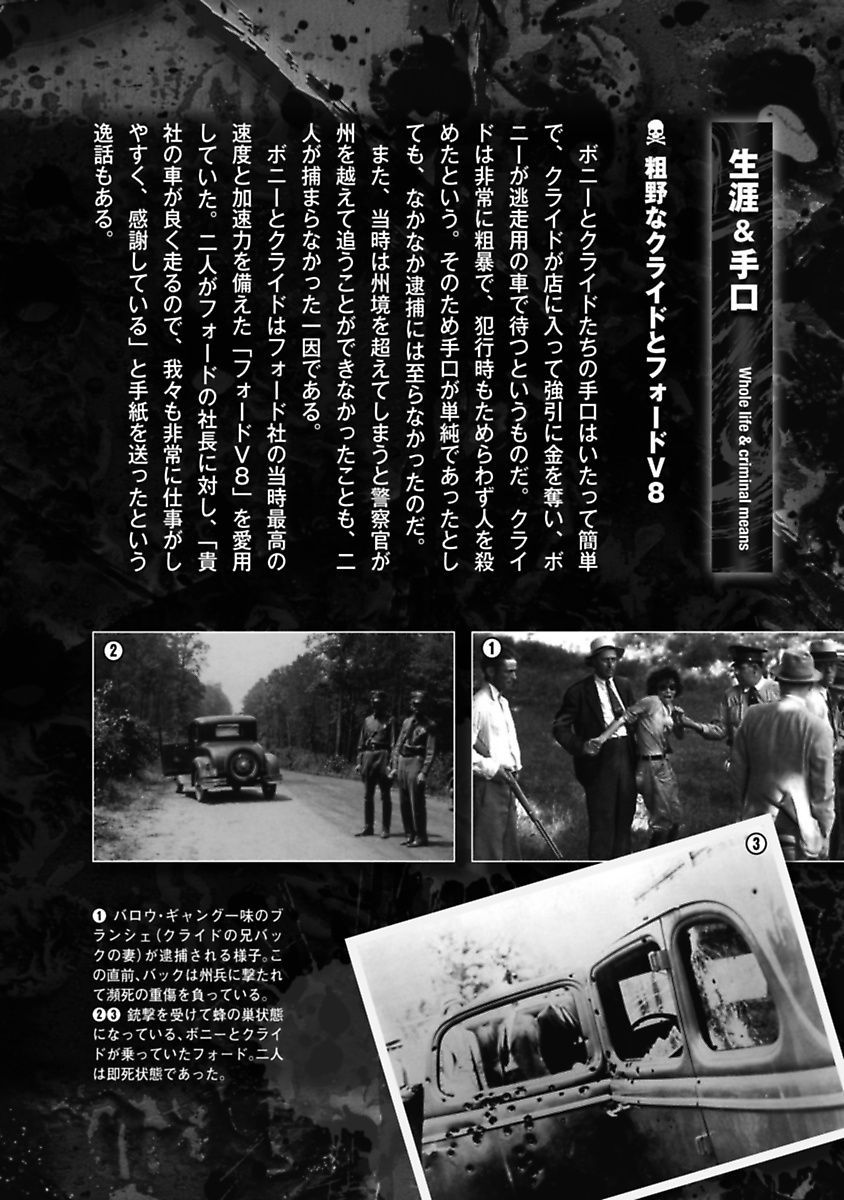 生涯&手口
Whole life & criminal means
粗野なクライドとフォードV8
ボニーとクライドたちの手口はいたって簡単
で、クライドが店に入って強引に金を奪い、ボ
ニーが逃走用の車で待つというものだ。クライ
ドは非常に粗暴で、犯行時もためらわず人を殺
めたという。そのため手口が単純であったとし
ても、なかなか逮捕には至らなかったのだ。
また、当時は州境を超えてしまうと警察官が
州を越えて追うことができなかったことも、二
人が捕まらなかった一因である。
ボニーとクライドはフォード社の当時最高の
速度と加速力を備えた「フォードV8」を愛用
していた。二人がフォードの社長に対し、「貴
社の車が良く走るので、我々も非常に仕事がし
やすく、感謝している」と手紙を送ったという
逸話もある。
❶
❷
③
❶ バロウ・ギャング一味のブ
ランシェ(クライドの兄バッ
クの妻)が逮捕される様子。こ
の直前、バックは州兵に撃たれ
て瀕死の重傷を負っている。
❷❸ 銃撃を受けて蜂の巣状態
になっている、ボニーとクライ
ドが乗っていたフォード。二人
は即死状態であった。